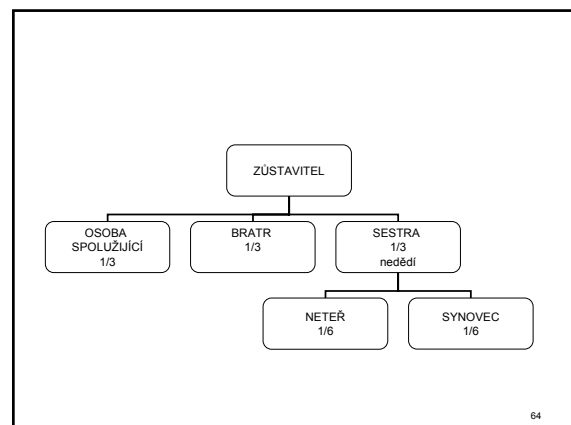 ZŮSTAVITEL
OSOBA
SPOLUŽIJÍCÍ
1/3
BRATR
1/3
SESTRA
1/3
nedědí
NETEŘ
1/6
SYNOVEC
1/6
64